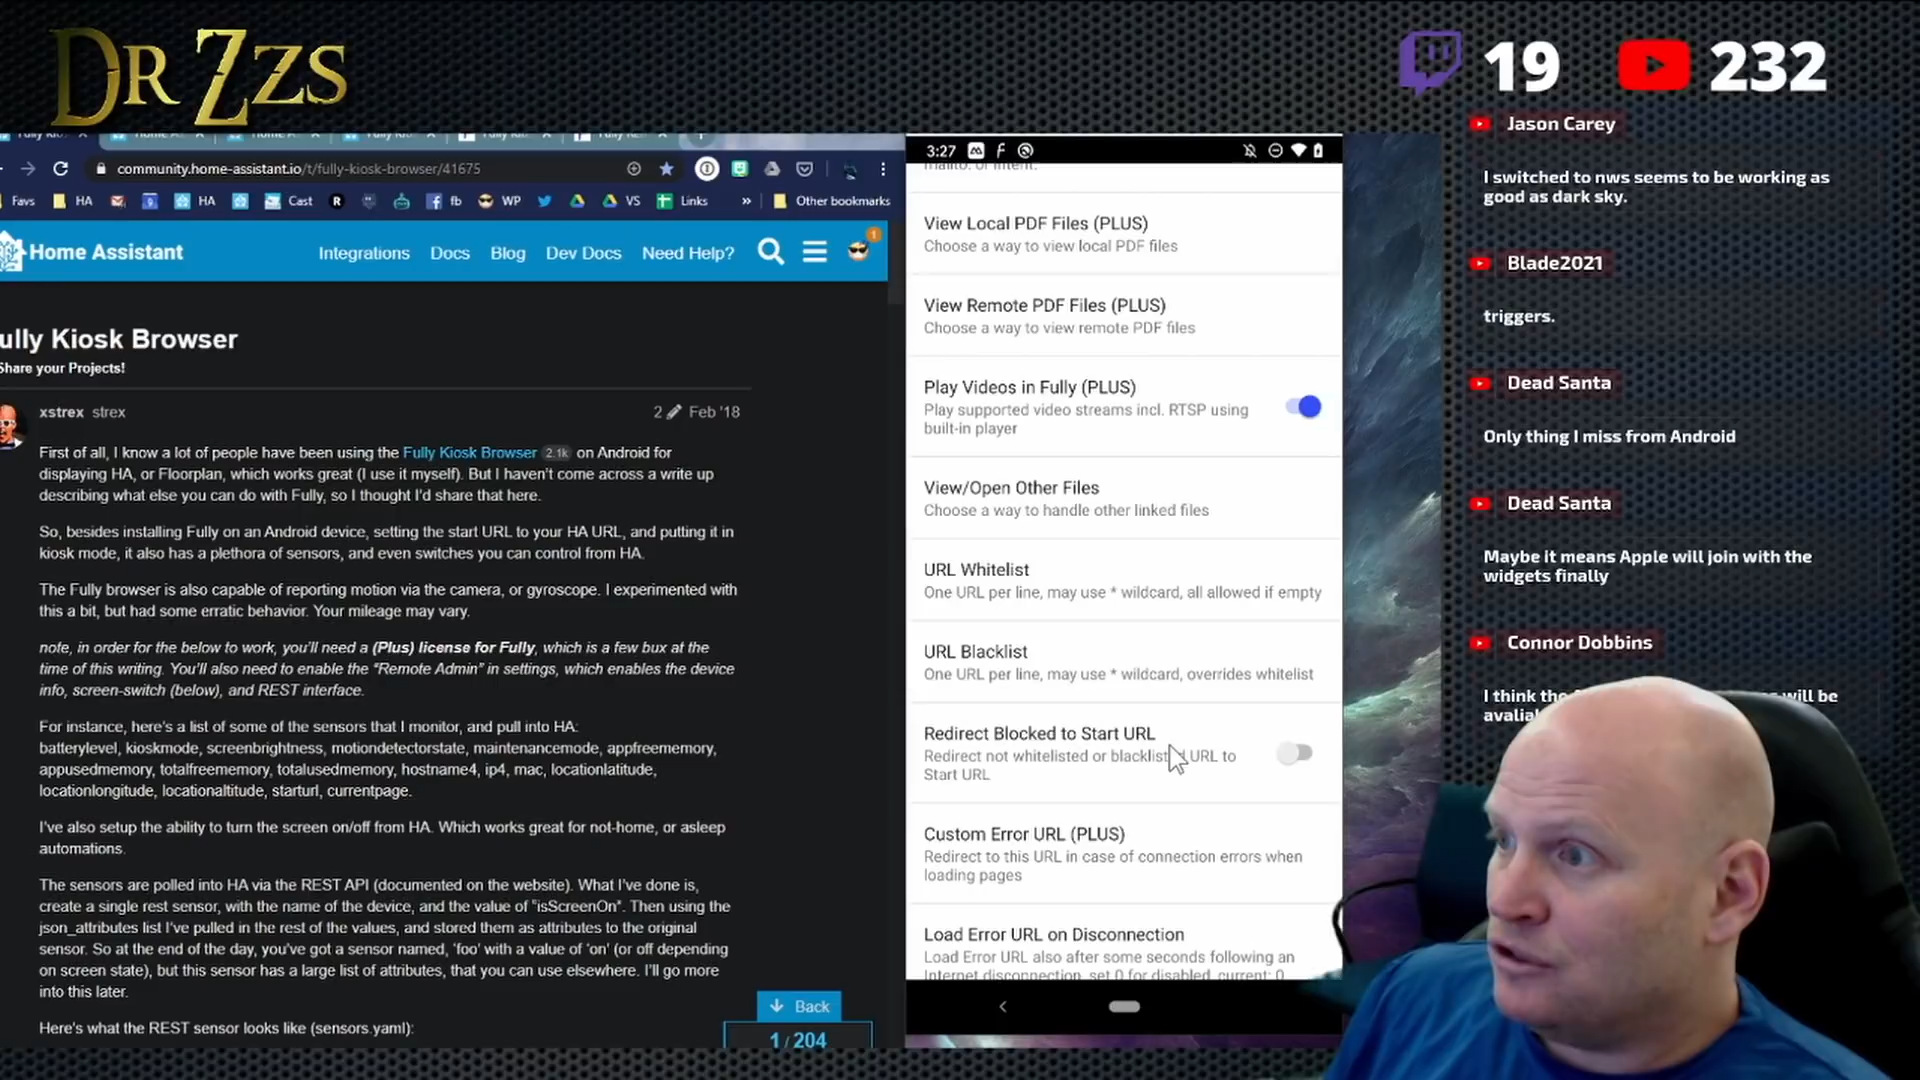 DR ZZS
19
232
community.home-assistant.io/t/fully-kiosk-browser/41675
Favs
HA
HA
Cast
R
fb
WP
VS
Links
»
Other bookmarks
Home Assistant
Integrations
Docs
Blog
Dev Docs
Need Help?
1
ully Kiosk Browser
Share your Projects!
xstrex strex
2
Feb '18
First of all, I know a lot of people have been using the Fully Kiosk Browser 2.1k on Android for
displaying HA, or Floorplan, which works great (I use it myself). But I haven't come across a write up
describing what else you can do with Fully, so I thought I'd share that here.
So, besides installing Fully on an Android device, setting the start URL to your HA URL, and putting it in
kiosk mode, it also has a plethora of sensors, and even switches you can control from HA.
The Fully browser is also capable of reporting motion via the camera, or gyroscope. I experimented with
this a bit, but had some erratic behavior. Your mileage may vary.
note, in order for the below to work, you'll need a (Plus) license for Fully, which is a few bux at the
time of this writing. You'll also need to enable the "Remote Admin" in settings, which enables the device
info, screen-switch (below), and REST interface.
For instance, here's a list of some of the sensors that I monitor, and pull into HA:
batterylevel, kioskmode, screenbrightness, motiondetectorstate, maintenancemode, appfreememory,
appusedmemory, totalfreememory, totalusedmemory, hostname4, ip4, mac, locationlatitude,
locationlongitude, locationaltitude, starturl, currentpage.
I've also setup the ability to turn the screen on/off from HA. Which works great for not-home, or asleep
automations.
The sensors are polled into HA via the REST API (documented on the website). What I've done is,
create a single rest sensor, with the name of the device, and the value of "isScreenOn". Then using the
json_attributes list I've pulled in the rest of the values, and stored them as attributes to the original
sensor. So at the end of the day, you've got a sensor named, 'foo' with a value of 'on' (or off depending
on screen state), but this sensor has a large list of attributes, that you can use elsewhere. I'll go more
into this later.
Here's what the REST sensor looks like (sensors.yaml):
Back
1 / 204
3:27
mailto: or intent:
View Local PDF Files (PLUS)
Choose a way to view local PDF files
View Remote PDF Files (PLUS)
Choose a way to view remote PDF files
Play Videos in Fully (PLUS)
Play supported video streams incl. RTSP using
built-in player
View/Open Other Files
Choose a way to handle other linked files
URL Whitelist
One URL per line, may use * wildcard, all allowed if empty
URL Blacklist
One URL per line, may use * wildcard, overrides whitelist
Redirect Blocked to Start URL
Redirect not whitelisted or blacklist URL to
Start URL
Custom Error URL (PLUS)
Redirect to this URL in case of connection errors when
loading pages
Load Error URL on Disconnection
Load Error URL also after some seconds following an
Internet disconnection, set 0 for disabled, current: 0
Jason Carey
I switched to nws seems to be working as
good as dark sky.
Blade2021
triggers.
Dead Santa
Only thing I miss from Android
Dead Santa
Maybe it means Apple will join with the
widgets finally
Connor Dobbins
I think the will be